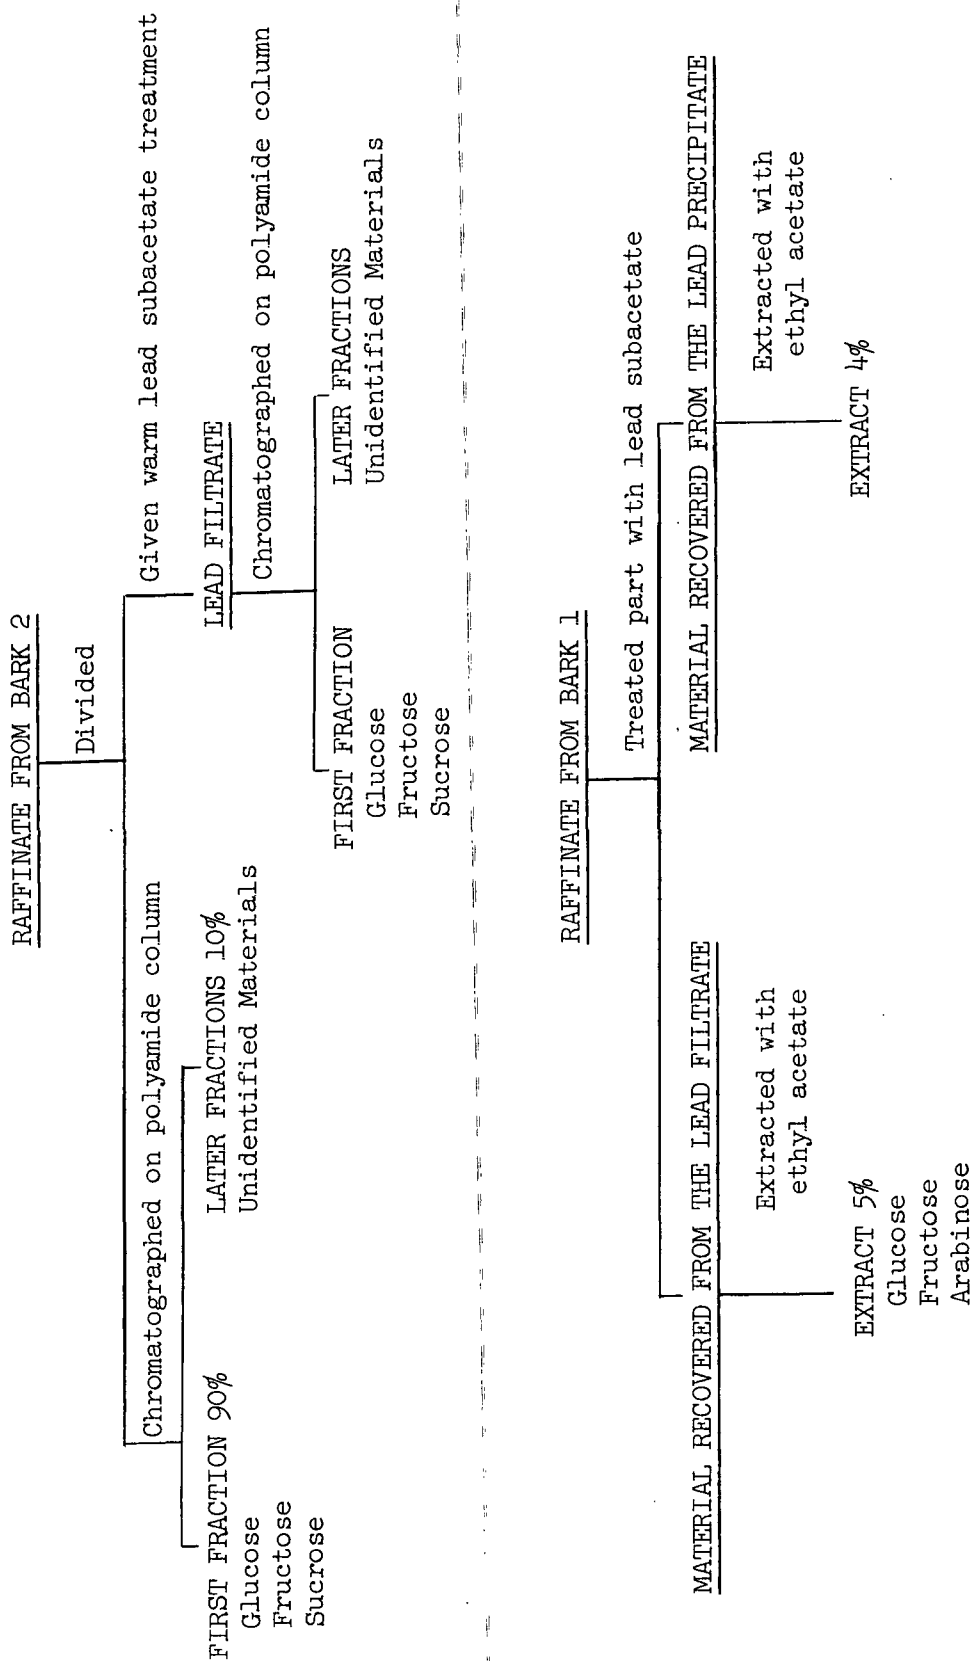 RAFFINATE FROM BARK 2
Divided
Chromatographed on polyamide column
FIRST FRACTION 90%
Glucose
Fructose
Sucrose
LATER FRACTIONS 10%
Unidentified Materials
Given warm lead subacetate treatment
LEAD FILTRATE
Chromatographed on polyamide column
FIRST FRACTION
Glucose
Fructose
Sucrose
LATER FRACTIONS
Unidentified Materials
RAFFINATE FROM BARK 1
Treated part with lead subacetate
MATERIAL RECOVERED FROM THE LEAD FILTRATE
Extracted with
ethyl acetate
EXTRACT 5%
Glucose
Fructose
Arabinose
MATERIAL RECOVERED FROM THE LEAD PRECIPITATE
Extracted with
ethyl acetate
EXTRACT 4%